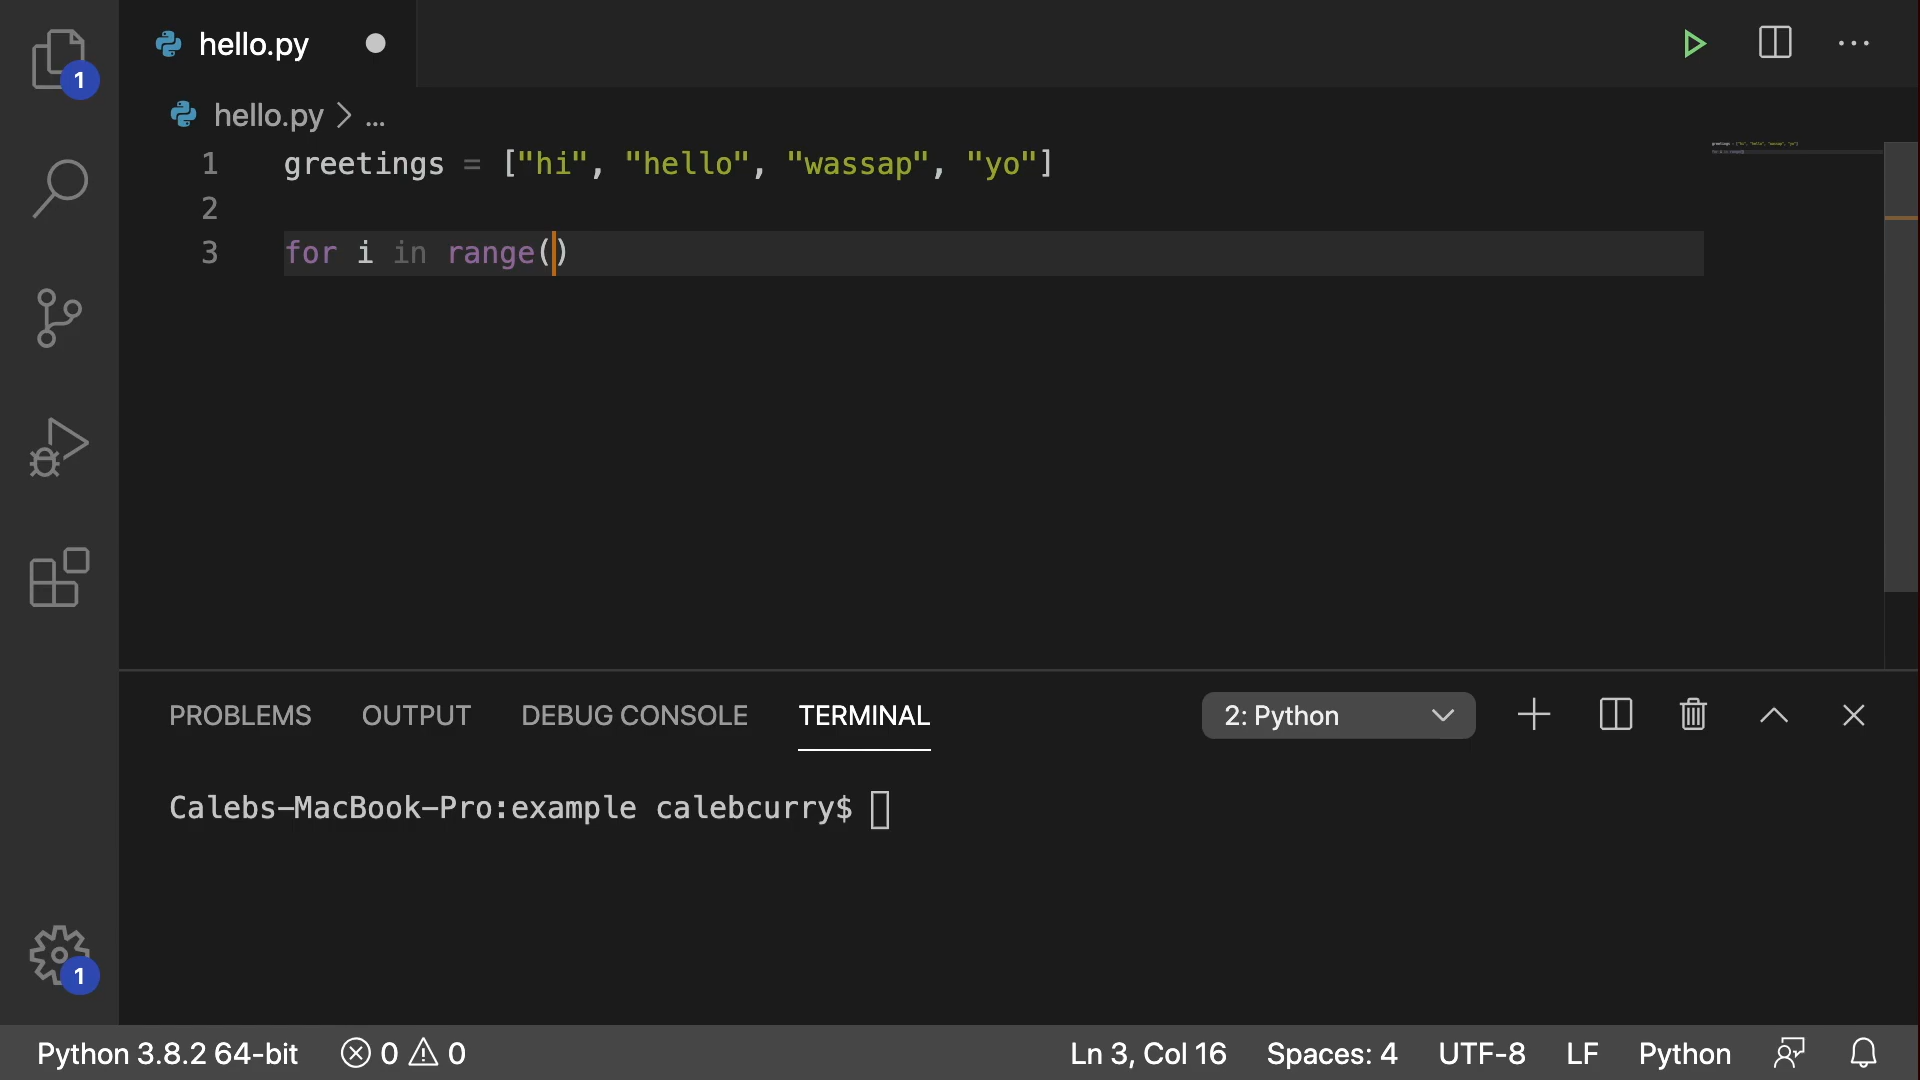 hello.py
hello.py > ...
1 greetings = ["hi", "hello", "wassap", "yo"]
2
3 for i in range()
PROBLEMS OUTPUT DEBUG CONSOLE TERMINAL 2: Python
Calebs-MacBook-Pro:example calebcurry$
1
1
Python 3.8.2 64-bit 0 0 Ln 3, Col 16 Spaces: 4 UTF-8 LF Python